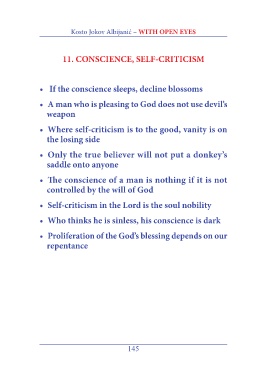 Kosto Jokov Albijanić – WITH OPEN EYES
11. CONSCIENCE, SELF-CRITICISM
• If the conscience sleeps, decline blossoms
• A man who is pleasing to God does not use devil's
weapon
• Where self-criticism is to the good, vanity is on
the losing side
• Only the true believer will not put a donkey's
saddle onto anyone
• The conscience of a man is nothing if it is not
controlled by the will of God
• Self-criticism in the Lord is the soul nobility
• Who thinks he is sinless, his conscience is dark
• Proliferation of the God's blessing depends on our
repentance
145